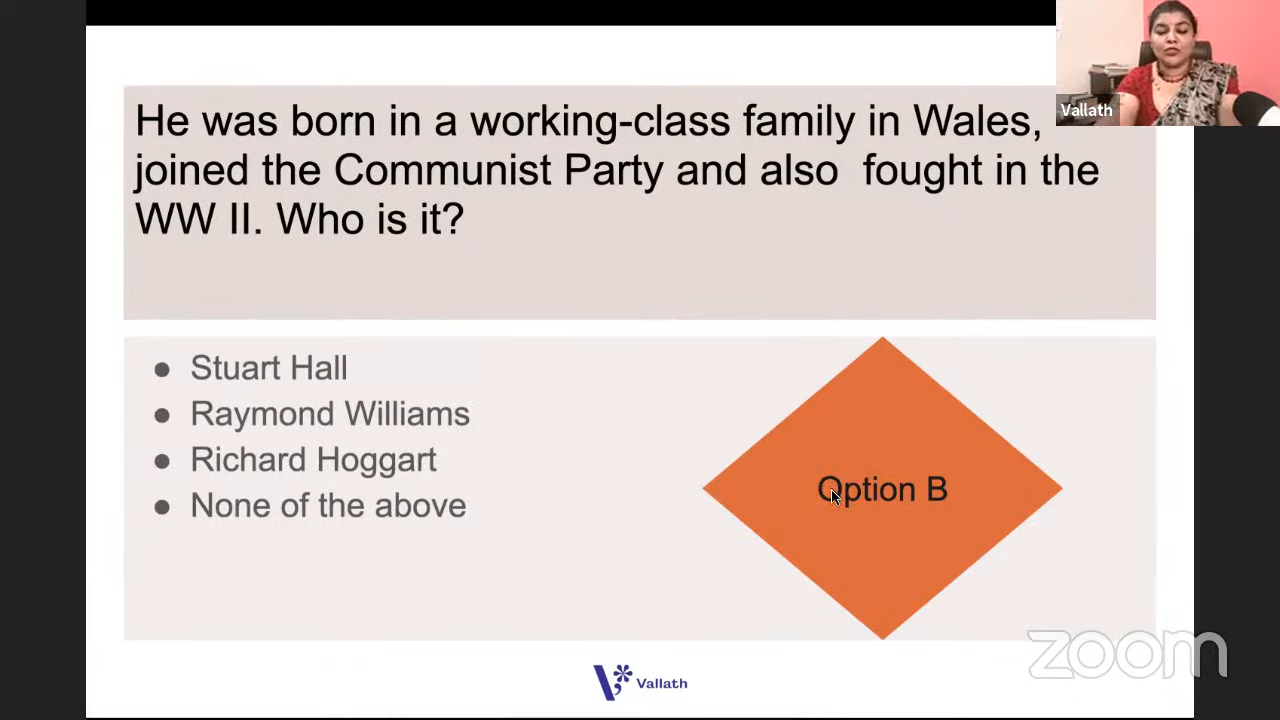 He was born in a working-class family in Wales,
joined the Communist Party and also  fought in the
WW II. Who is it?
Vallath
● Stuart Hall
● Raymond Williams
● Richard Hoggart
● None of the above
Option B
zoom
Vallath